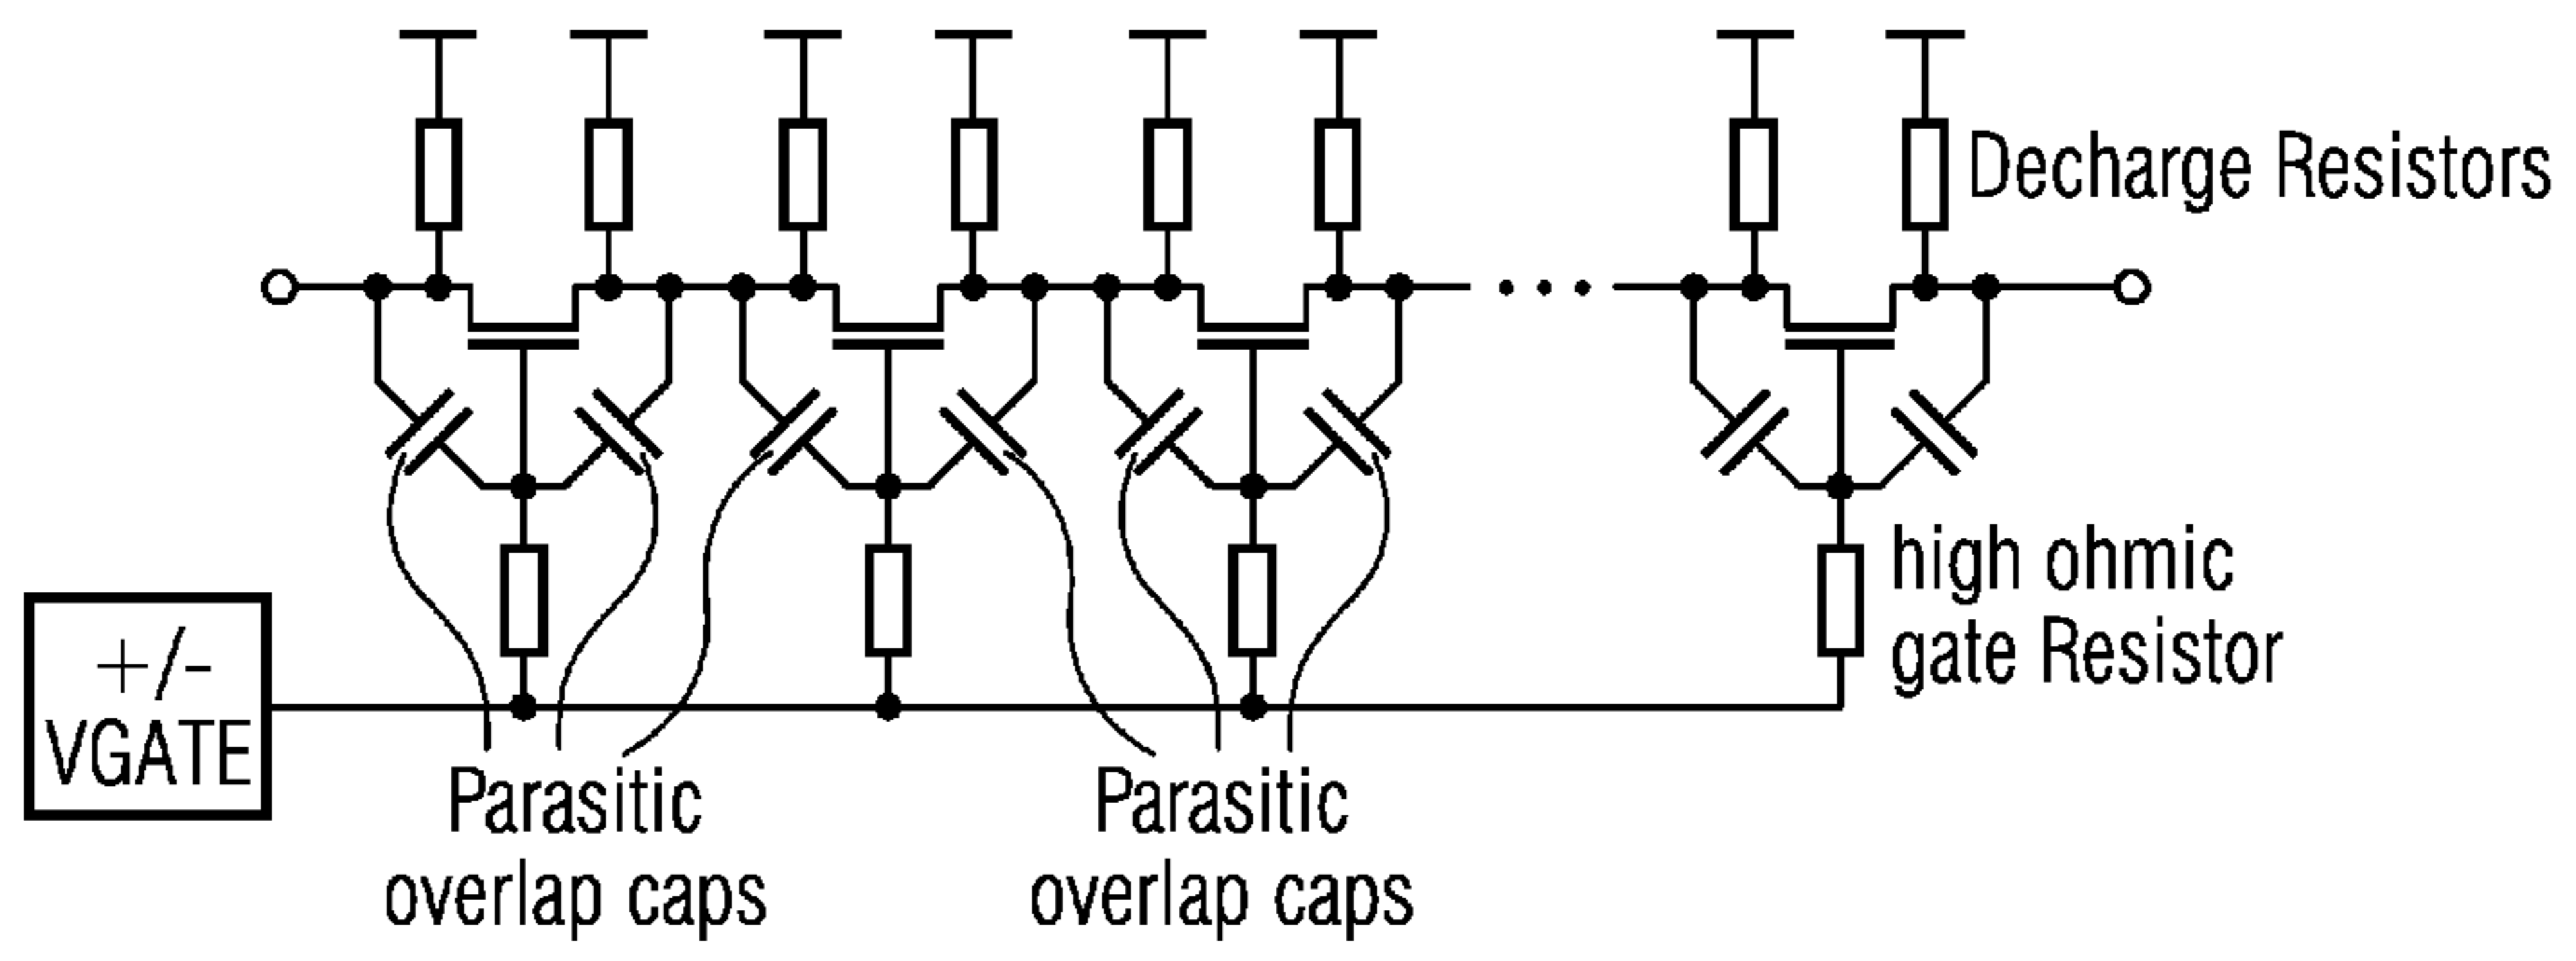 Decharge Resistors
high ohmic
gate Resistor
+/-
VGATE
Parasitic
overlap caps
Parasitic
overlap caps